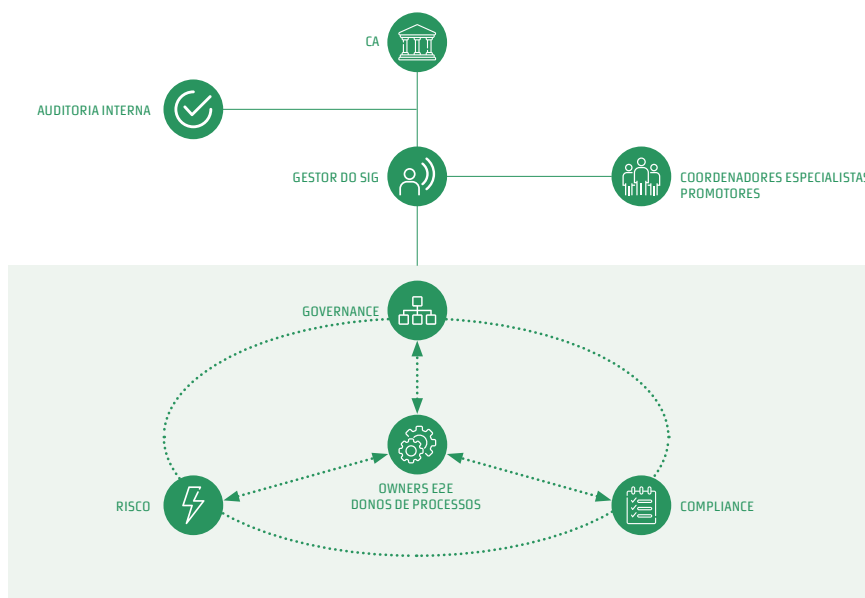 CA
AUDITORIA INTERNA
GESTOR DO SIG
COORDENADORES ESPECIALISTAS
PROMOTORES
GOVERNANCE
OWNERS E2E
DONOS DE PROCESSOS
RISCO
COMPLIANCE